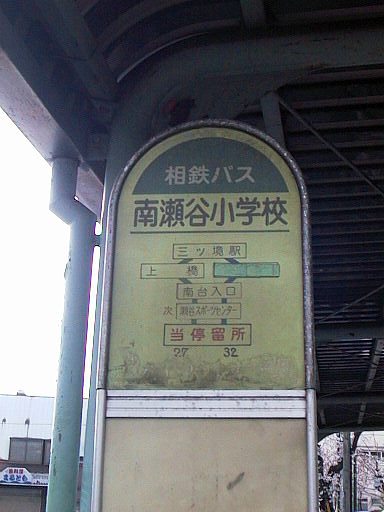 相鉄バス
南瀬谷小学校
三ツ境駅
上橋
南台入口
次 瀬谷スポーツセンター
当停留所
27 32